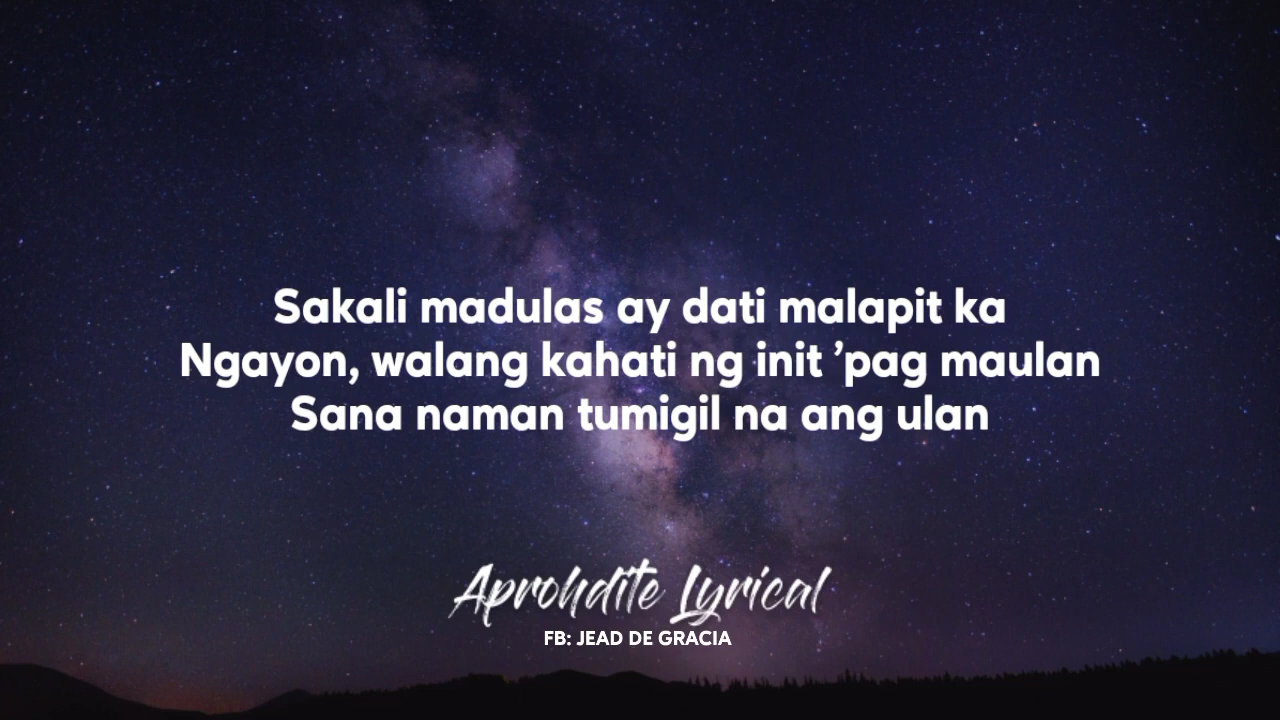 Sakali madulas ay dati malapit ka
Ngayon, walang kahati ng init ’pag maulan
Sana naman tumigil na ang ulan
Aprohdite Lyrical
FB: JEAD DE GRACIA